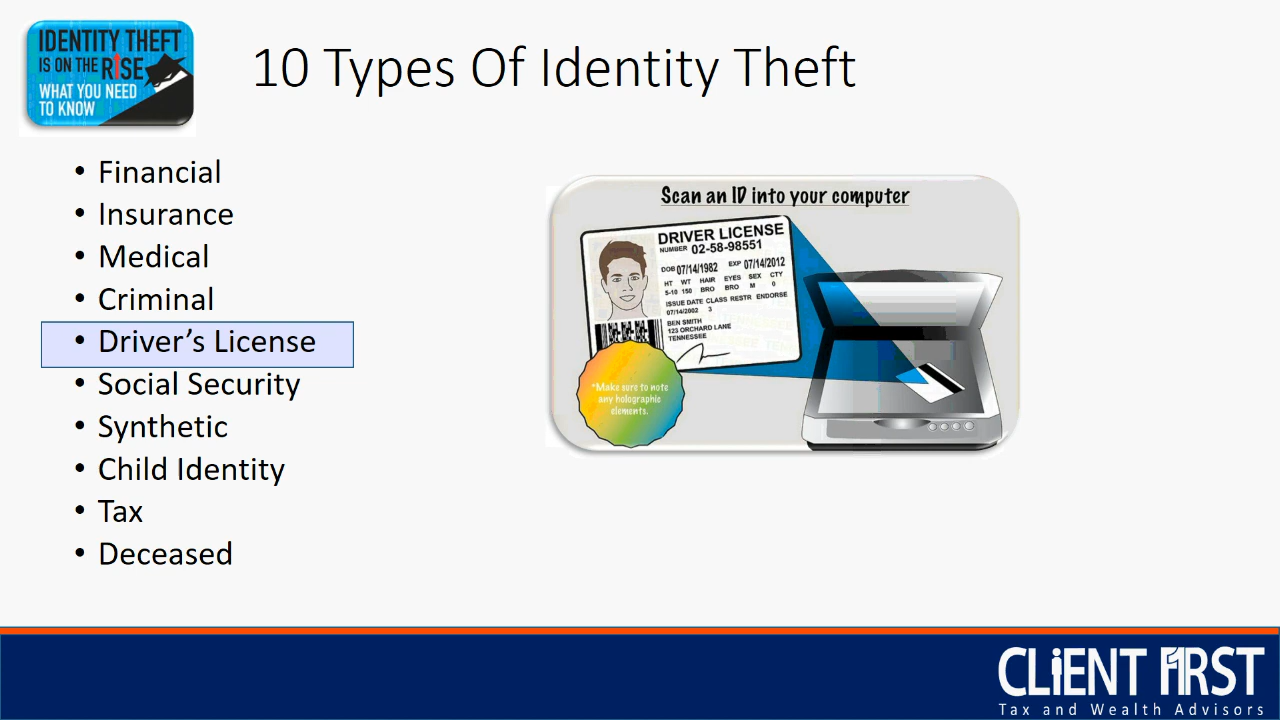 IDENTITY THEFT
IS ON THE RISE
WHAT YOU NEED
TO KNOW
10 Types Of Identity Theft
• Financial
• Insurance
• Medical
• Criminal
• Driver’s License
• Social Security
• Synthetic
• Child Identity
• Tax
• Deceased
Scan an ID into your computer
DRIVER LICENSE
NUMBER 02-58-98551
DOB 07/14/1982 EXP 07/14/2012
HT WT HAIR EYES SEX CTY
5-10 150 BRO BRO M 0
ISSUE DATE CLASS RESTR ENDORSE
07/14/2002 3
BEN SMITH
123 ORCHARD LANE
TENNESSEE
*Make sure to note
any holographic
elements.
CLiENT FIRST
Tax and Wealth Advisors